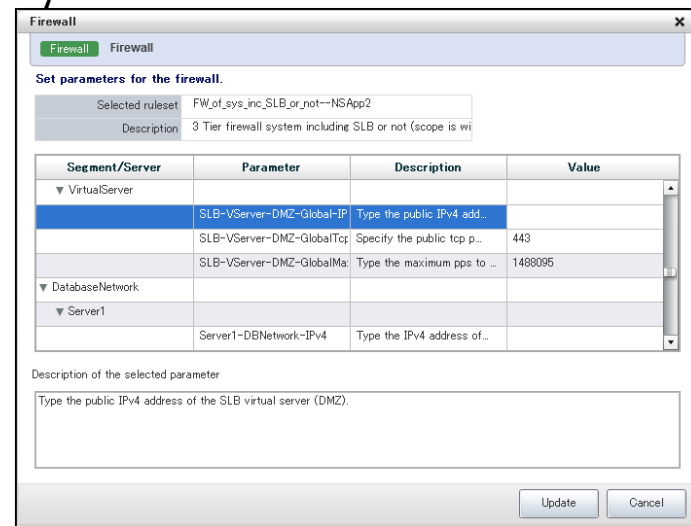 Firewall
Firewall Firewall
Set parameters for the firewall.
Selected ruleset FW_of_sys_inc_SLB_or_not--NSApp2
Description 3 Tier firewall system including SLB or not (scope is wi
Segment/Server Parameter Description Value
VirtualServer
SLB-VServer-DMZ-Global-IP Type the public IPv4 add...
SLB-VServer-DMZ-GlobalTcp Specify the public tcp p... 443
SLB-VServer-DMZ-GlobalMa: Type the maximum pps to ... 1488095
DatabaseNetwork
Server1
Server1-DBNetwork-IPv4 Type the IPv4 address of...
Description of the selected parameter
Type the public IPv4 address of the SLB virtual server (DMZ).
Update Cancel